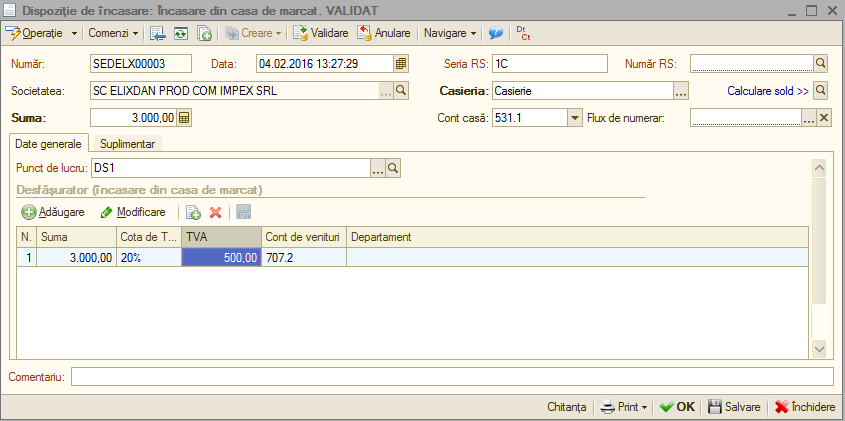 Dispoziție de încasare: Încasare din casa de marcat. VALIDAT
Operație Comenzi Creare Validare Anulare Navigare Dt Ct
Număr: SEDELX00003 Data: 04.02.2016 13:27:29 Seria RS: 1C Număr RS:
Societatea: SC ELIXDAN PROD COM IMPEX SRL ... Casieria: Casierie ... Calculare sold >>
Suma: 3.000,00 Cont casă: 531.1 Flux de numerar: ...
Date generale Suplimentar
Punct de lucru: DS1 ...
Desfășurator (încasare din casa de marcat)
Adăugare Modificare
N. Suma Cota de T... TVA Cont de venituri Departament
1 3.000,00 20% 500,00 707.2
Comentariu:
Chitanța Print OK Salvare Închidere